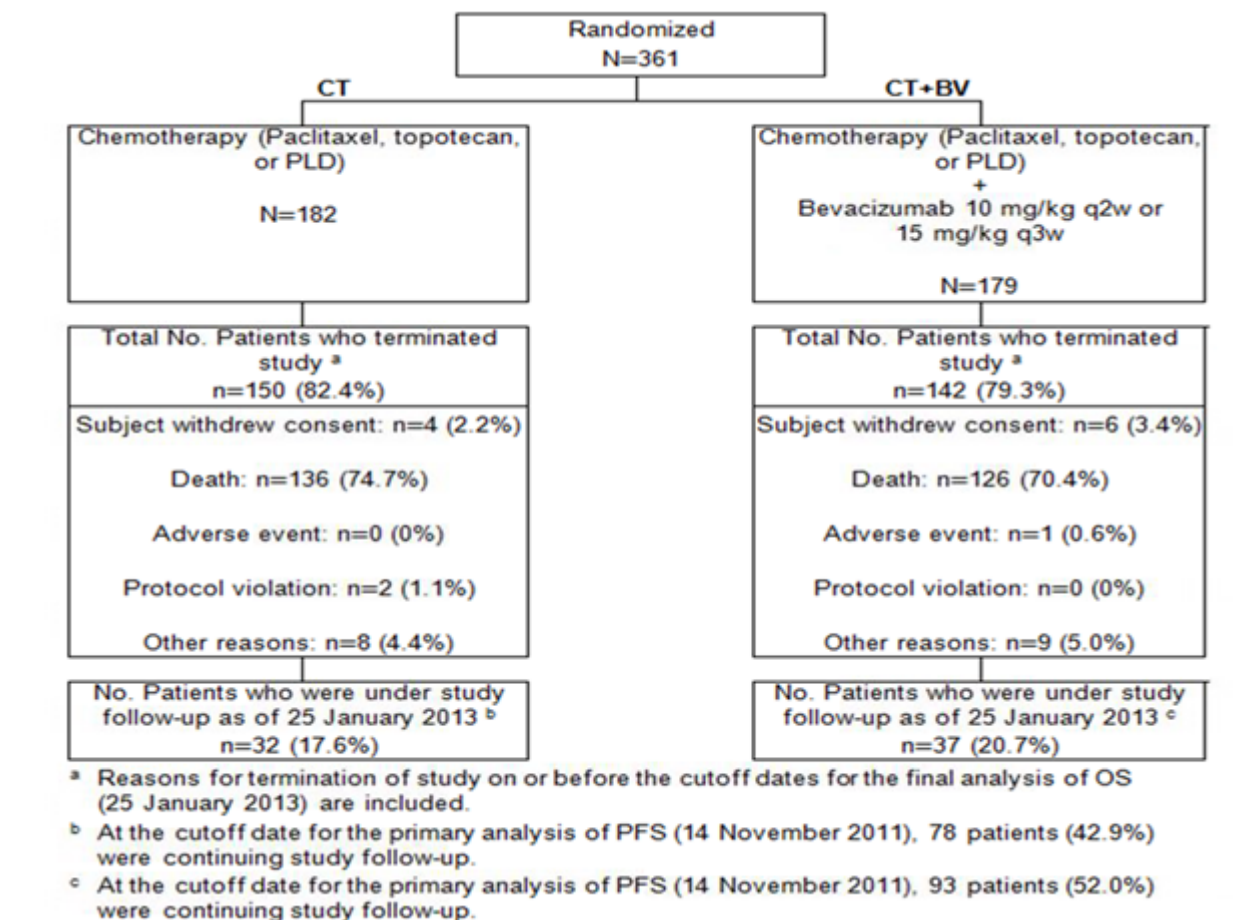 Randomized
N=361
CT
CT+BV
Chemotherapy (Paclitaxel, topotecan,
or PLD)
N=182
Chemotherapy (Paclitaxel, topotecan,
or PLD)
+
Bevacizumab 10 mg/kg q2w or
15 mg/kg q3w
N=179
Total No. Patients who terminated
study ᵃ
n=150 (82.4%)
Subject withdrew consent: n=4 (2.2%)
Death: n=136 (74.7%)
Adverse event: n=0 (0%)
Protocol violation: n=2 (1.1%)
Other reasons: n=8 (4.4%)
Total No. Patients who terminated
study ᵃ
n=142 (79.3%)
Subject withdrew consent: n=6 (3.4%)
Death: n=126 (70.4%)
Adverse event: n=1 (0.6%)
Protocol violation: n=0 (0%)
Other reasons: n=9 (5.0%)
No. Patients who were under study
follow-up as of 25 January 2013 ᵇ
n=32 (17.6%)
No. Patients who were under study
follow-up as of 25 January 2013 ᶜ
n=37 (20.7%)
ᵃ Reasons for termination of study on or before the cutoff dates for the final analysis of OS
(25 January 2013) are included.
ᵇ At the cutoff date for the primary analysis of PFS (14 November 2011), 78 patients (42.9%)
were continuing study follow-up.
ᶜ At the cutoff date for the primary analysis of PFS (14 November 2011), 93 patients (52.0%)
were continuing study follow-up.